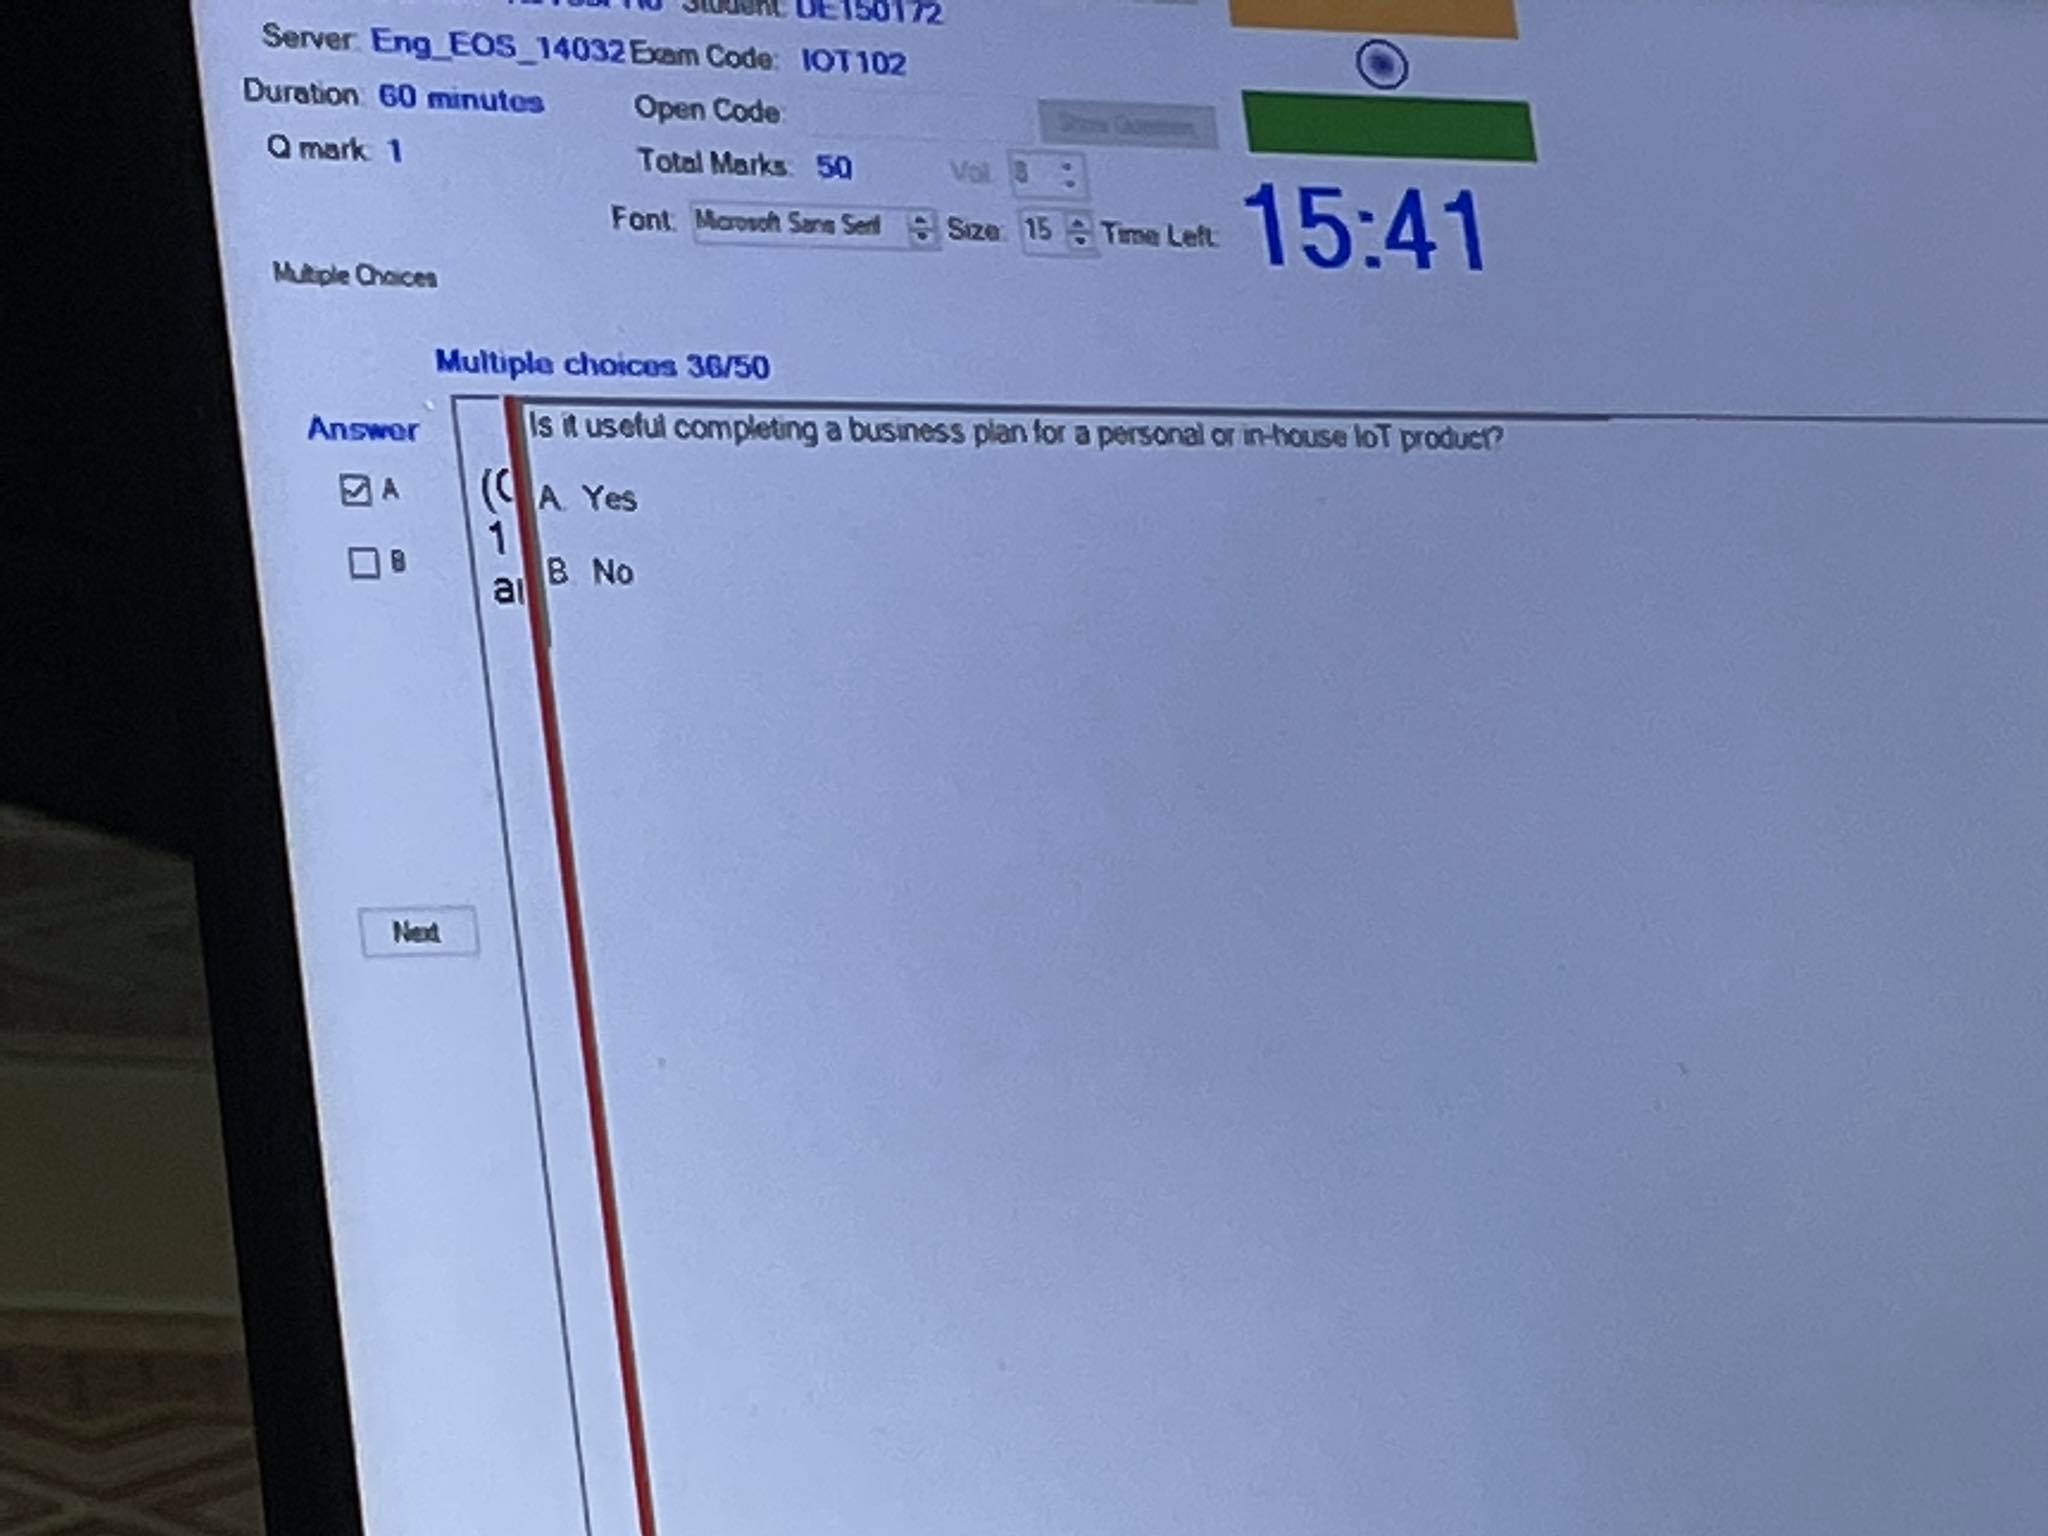 Student: DE150172
Server: Eng_EOS_14032 Exam Code: IOT102
Duration: 60 minutes Open Code: Show Question
Q mark: 1 Total Marks: 50 Vol 8
Font: Microsoft Sans Serif Size: 15 Time Left: 15:41
Multiple Choices
Multiple choices 36/50
Answer
A
B
Is it useful completing a business plan for a personal or in-house IoT product?
(C
1
A. Yes
B. No
Next